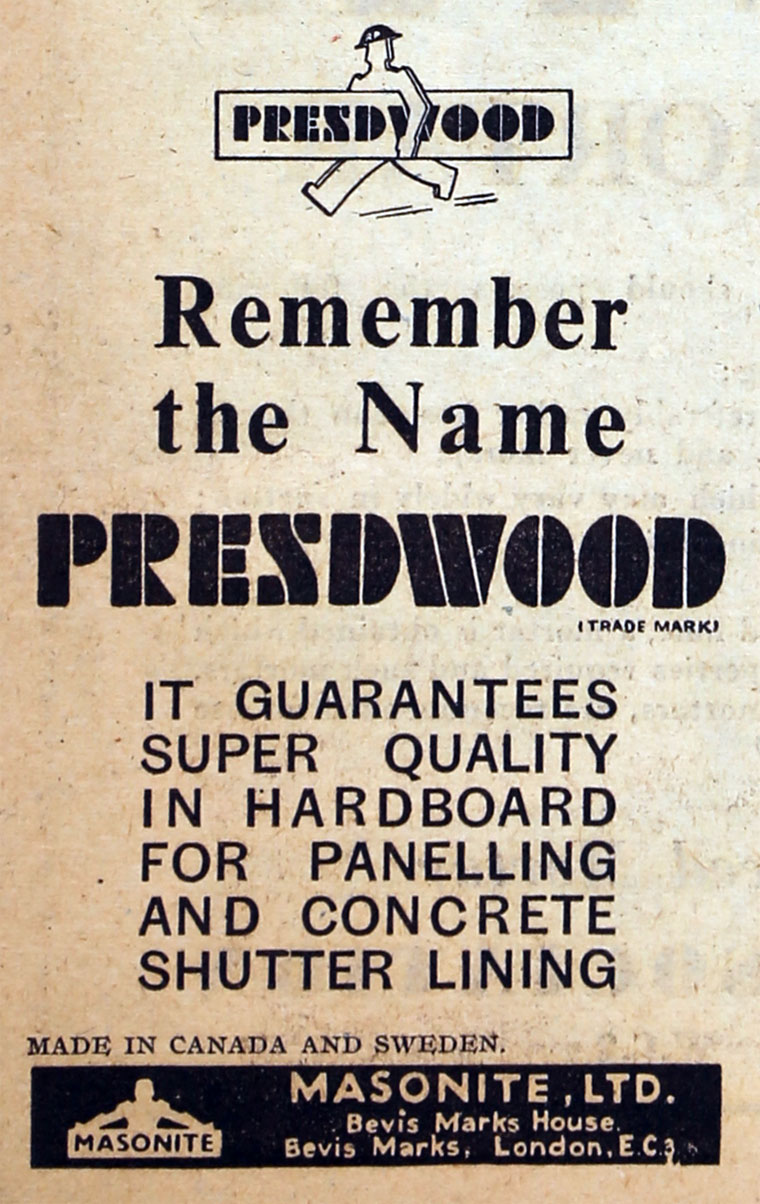 PRESDWOOD
Remember
the Name
PRESDWOOD
(TRADE MARK)
IT GUARANTEES
SUPER QUALITY
IN HARDBOARD
FOR PANELLING
AND CONCRETE
SHUTTER LINING
MADE IN CANADA AND SWEDEN.
MASONITE
MASONITE, LTD.
Bevis Marks House,
Bevis Marks, London, E.C.3